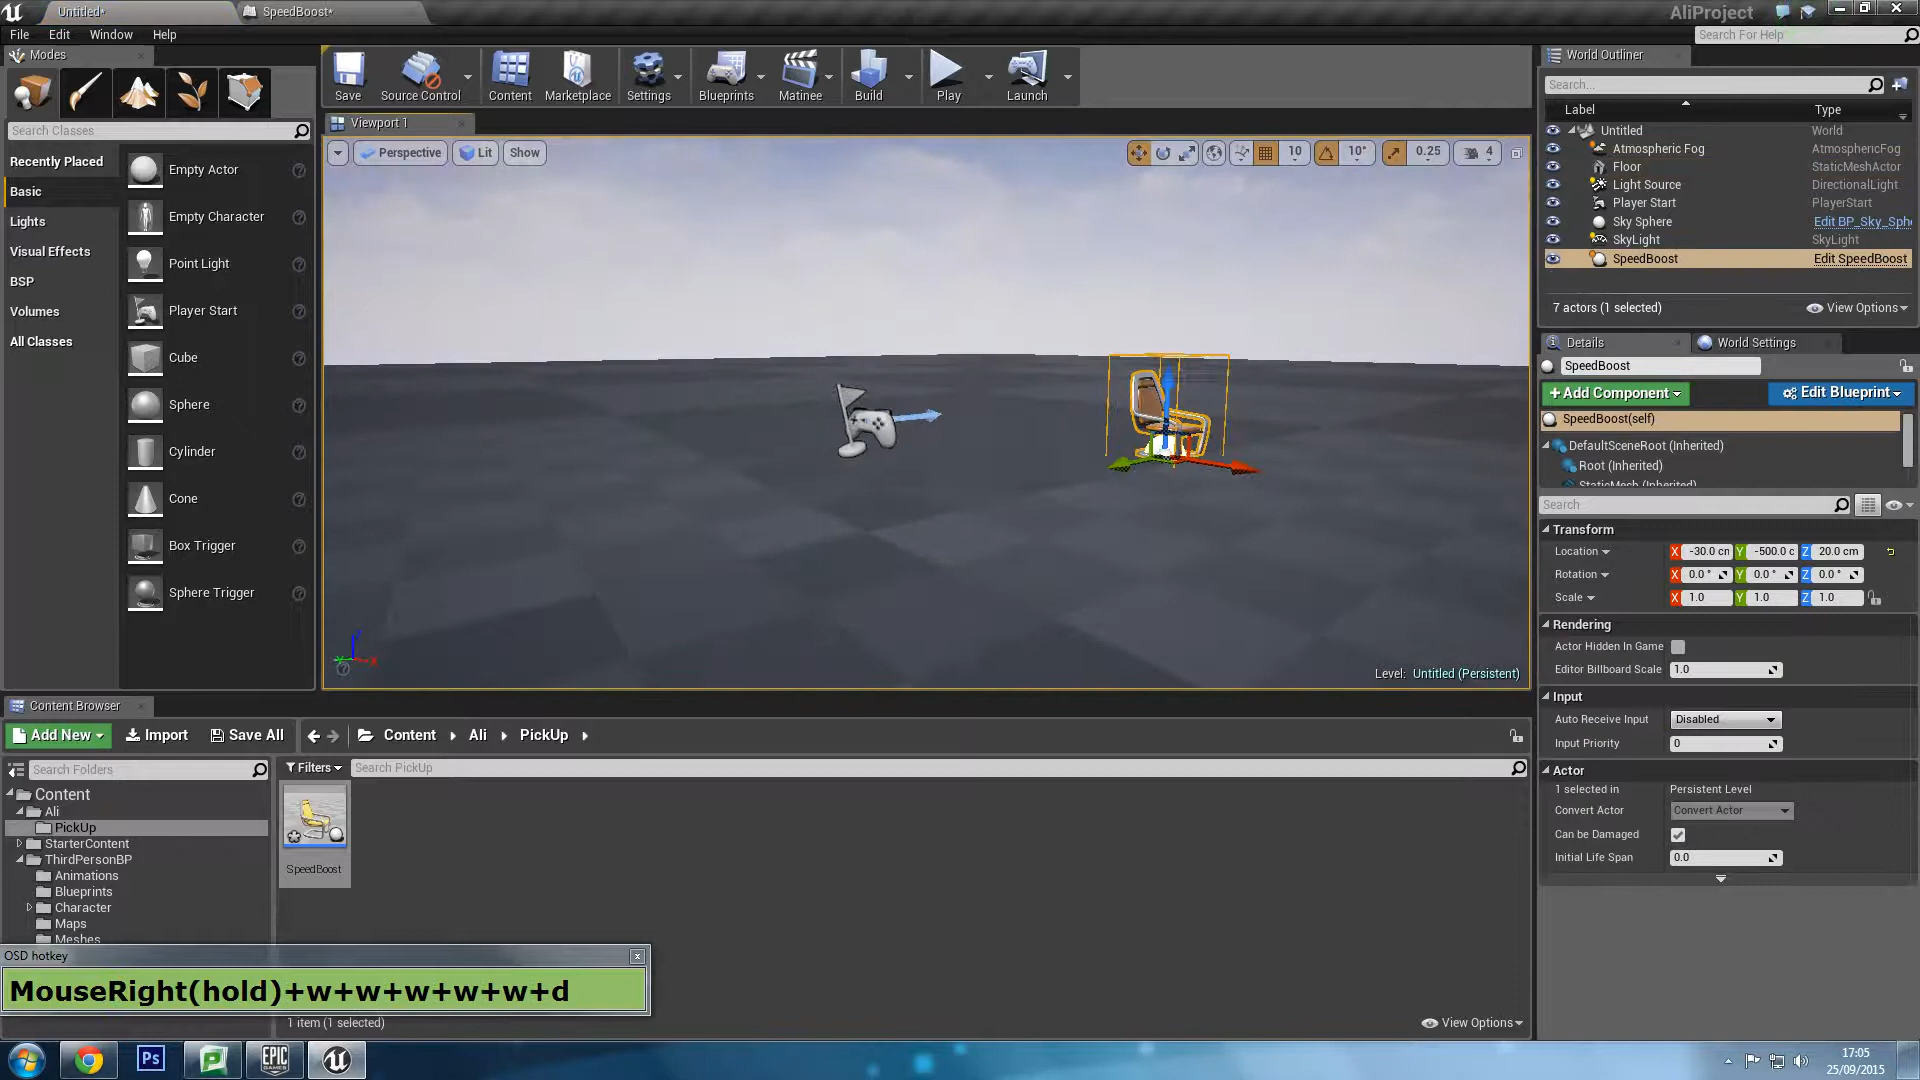 Untitled*
SpeedBoost*
AliProject
File
Edit
Window
Help
Search For Help
Modes
Search Classes
Recently Placed
Basic
Lights
Visual Effects
BSP
Volumes
All Classes
Empty Actor
Empty Character
Point Light
Player Start
Cube
Sphere
Cylinder
Cone
Box Trigger
Sphere Trigger
Save
Source Control
Content
Marketplace
Settings
Blueprints
Matinee
Build
Play
Launch
Viewport 1
Perspective
Lit
Show
10
10°
0.25
4
Level: Untitled (Persistent)
World Outliner
Search...
Label
Type
Untitled World
Atmospheric Fog AtmosphericFog
Floor StaticMeshActor
Light Source DirectionalLight
Player Start PlayerStart
Sky Sphere Edit BP_Sky_Sphe
SkyLight SkyLight
SpeedBoost Edit SpeedBoost
7 actors (1 selected)
View Options
Details
World Settings
SpeedBoost
+Add Component
Edit Blueprint
SpeedBoost(self)
DefaultSceneRoot (Inherited)
Root (Inherited)
StaticMesh (Inherited)
Search
Transform
Location X -30.0 cm Y -500.0 c Z 20.0 cm
Rotation X 0.0 ° Y 0.0 ° Z 0.0 °
Scale X 1.0 Y 1.0 Z 1.0
Rendering
Actor Hidden In Game
Editor Billboard Scale 1.0
Input
Auto Receive Input Disabled
Input Priority 0
Actor
1 selected in Persistent Level
Convert Actor Convert Actor
Can be Damaged
Initial Life Span 0.0
Content Browser
Add New
Import
Save All
Content
Ali
PickUp
Search Folders
Filters
Search PickUp
Content
Ali
PickUp
StarterContent
ThirdPersonBP
Animations
Blueprints
Character
Maps
Meshes
SpeedBoost
OSD hotkey
MouseRight(hold)+w+w+w+w+w+d
1 item (1 selected)
View Options
Ps
EPIC
GAMES
17:05
25/09/2015